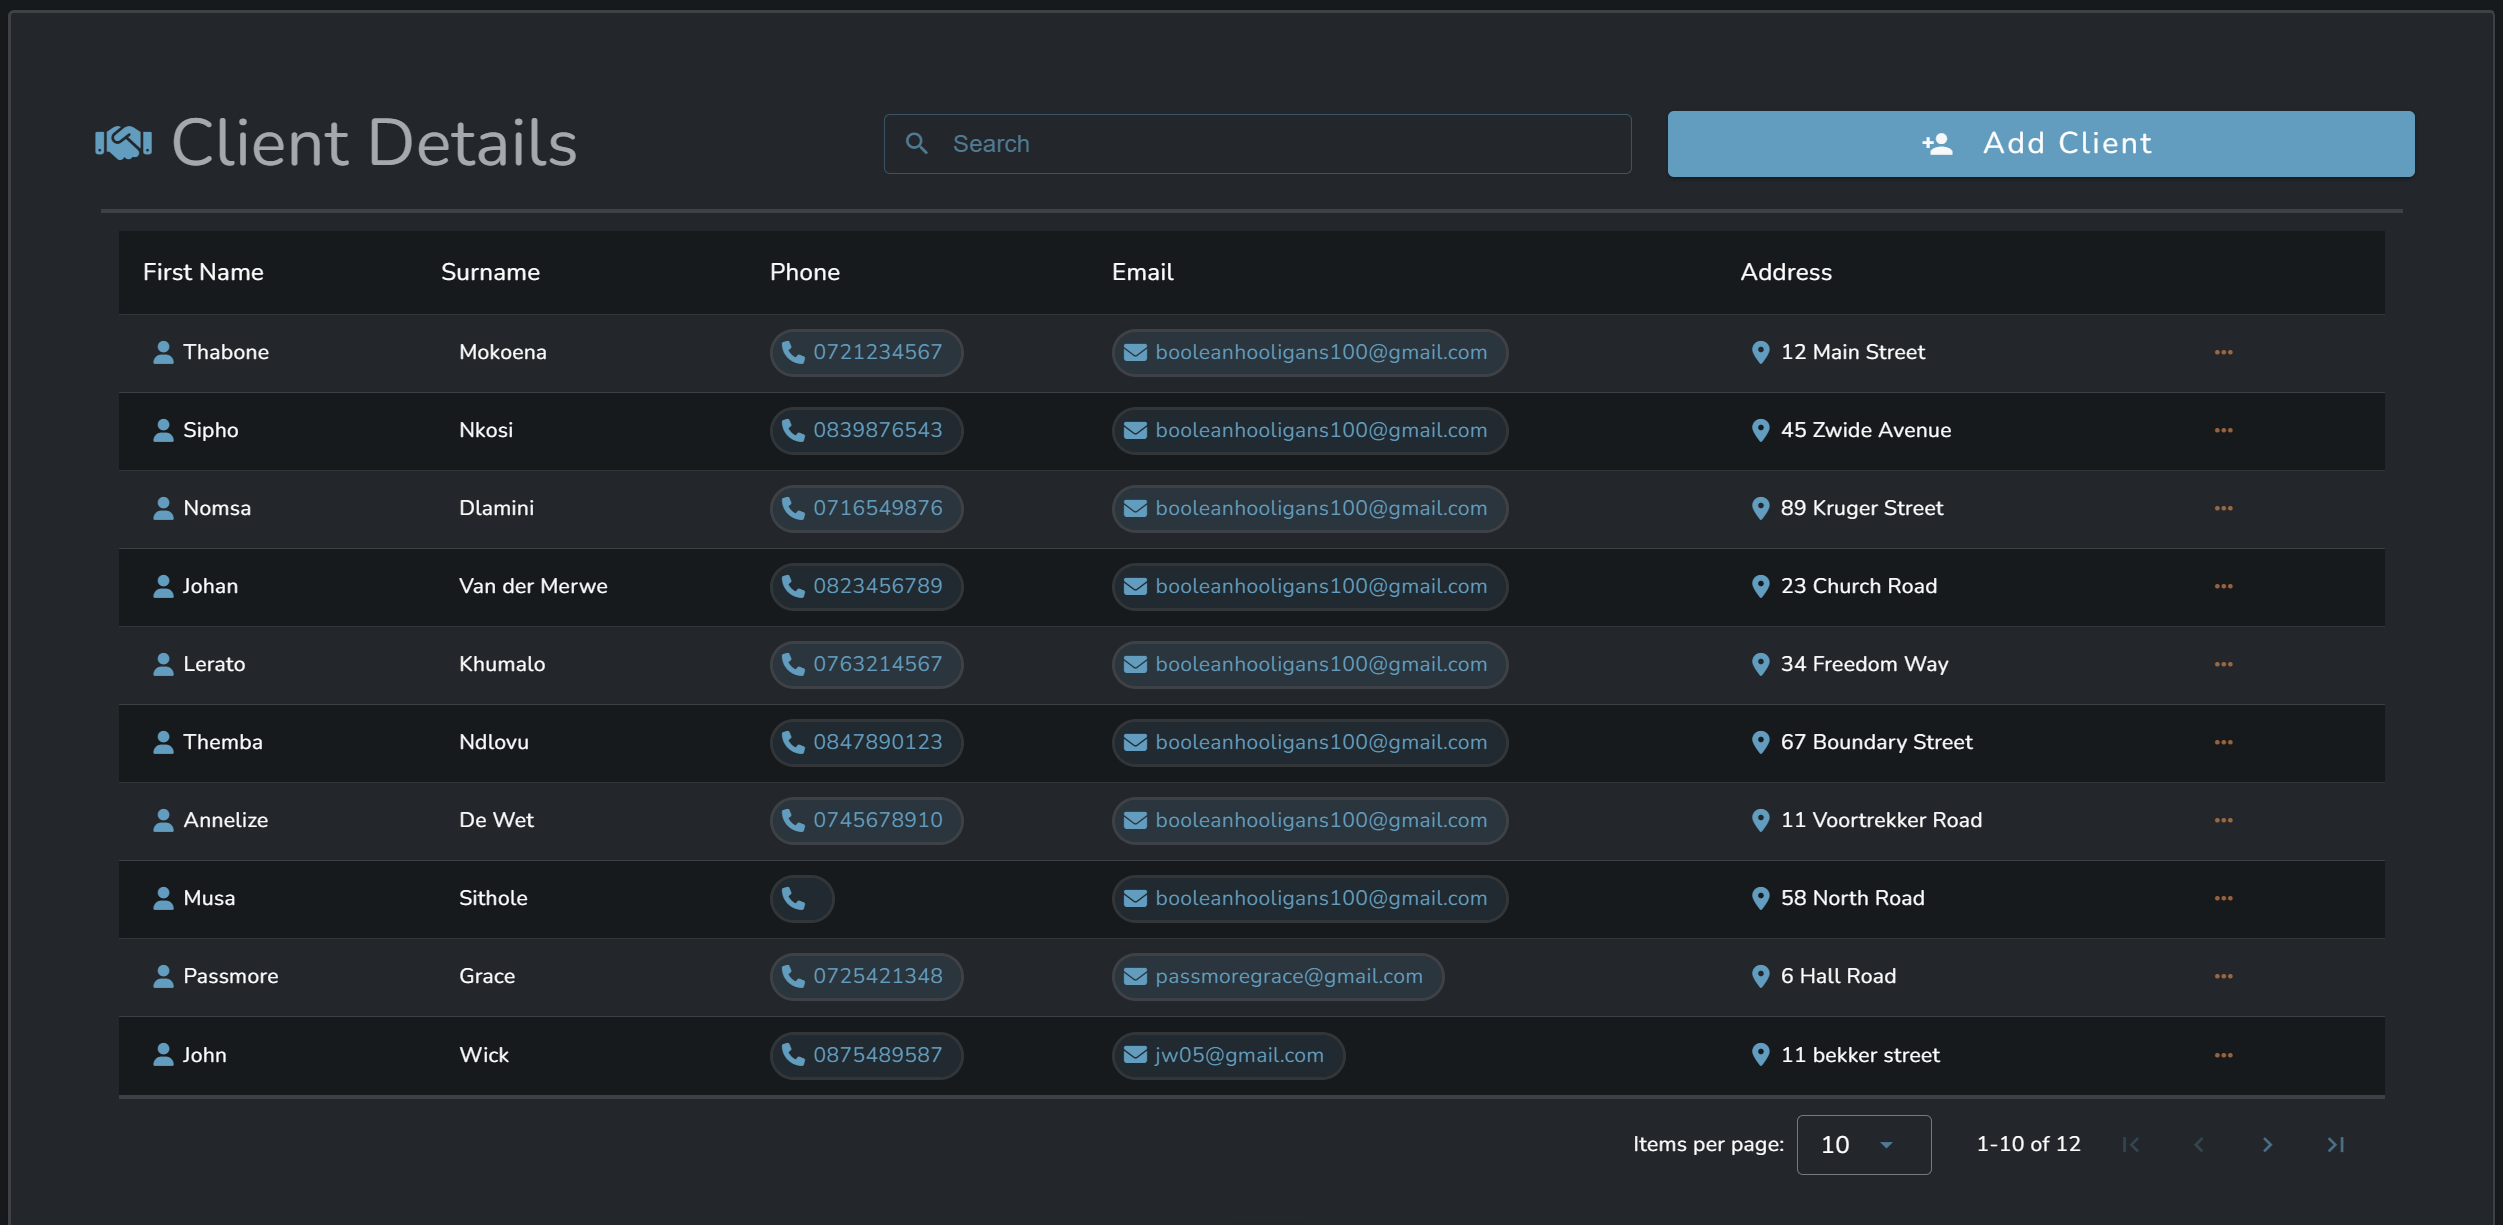 Client Details
Search
Add Client
First Name Surname Phone Email Address
Thabone Mokoena 0721234567 booleanhooligans100@gmail.com 12 Main Street
Sipho Nkosi 0839876543 booleanhooligans100@gmail.com 45 Zwide Avenue
Nomsa Dlamini 0716549876 booleanhooligans100@gmail.com 89 Kruger Street
Johan Van der Merwe 0823456789 booleanhooligans100@gmail.com 23 Church Road
Lerato Khumalo 0763214567 booleanhooligans100@gmail.com 34 Freedom Way
Themba Ndlovu 0847890123 booleanhooligans100@gmail.com 67 Boundary Street
Annelize De Wet 0745678910 booleanhooligans100@gmail.com 11 Voortrekker Road
Musa Sithole booleanhooligans100@gmail.com 58 North Road
Passmore Grace 0725421348 passmoregrace@gmail.com 6 Hall Road
John Wick 0875489587 jw05@gmail.com 11 bekker street
Items per page: 10 1-10 of 12